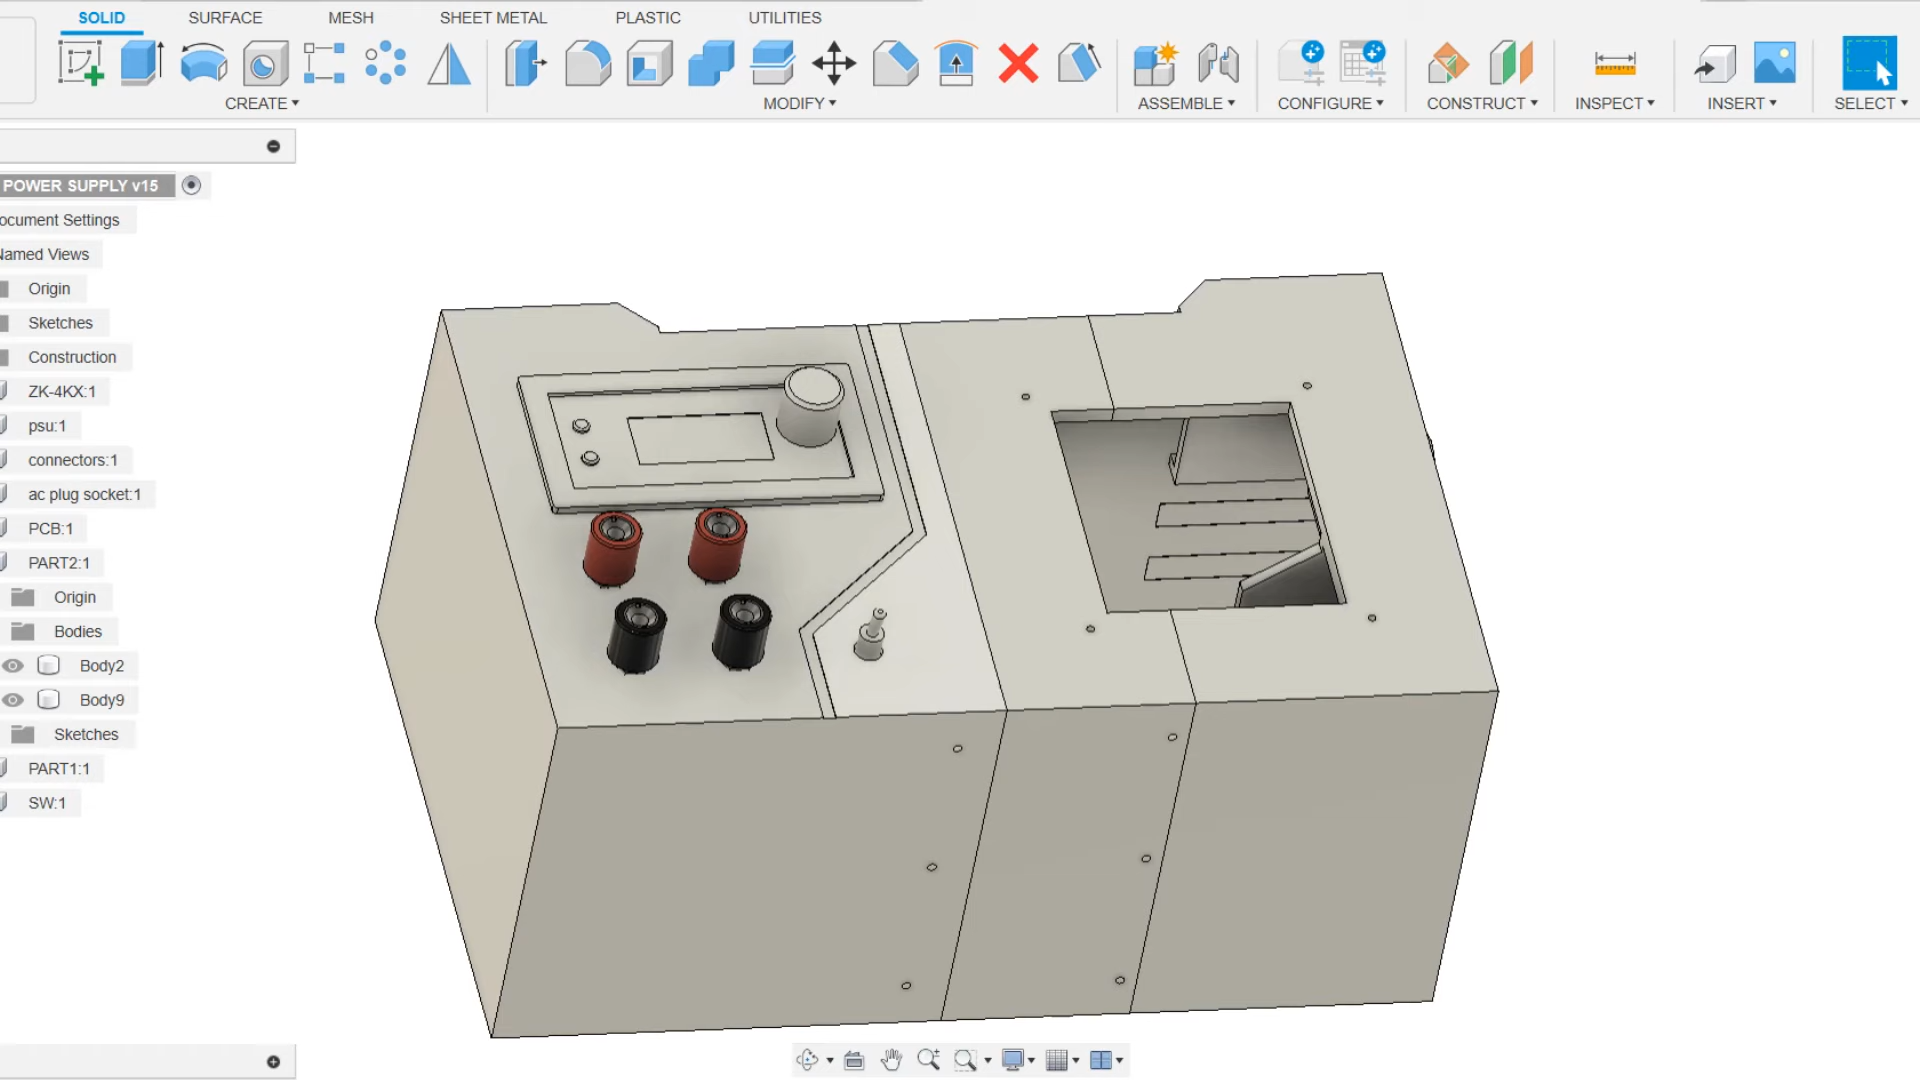 SOLID SURFACE MESH SHEET METAL PLASTIC UTILITIES
CREATE MODIFY ASSEMBLE CONFIGURE CONSTRUCT INSPECT INSERT SELECT
POWER SUPPLY v15
ocument Settings
Named Views
Origin
Sketches
Construction
ZK-4KX:1
psu:1
connectors:1
ac plug socket:1
PCB:1
PART2:1
Origin
Bodies
Body2
Body9
Sketches
PART1:1
SW:1